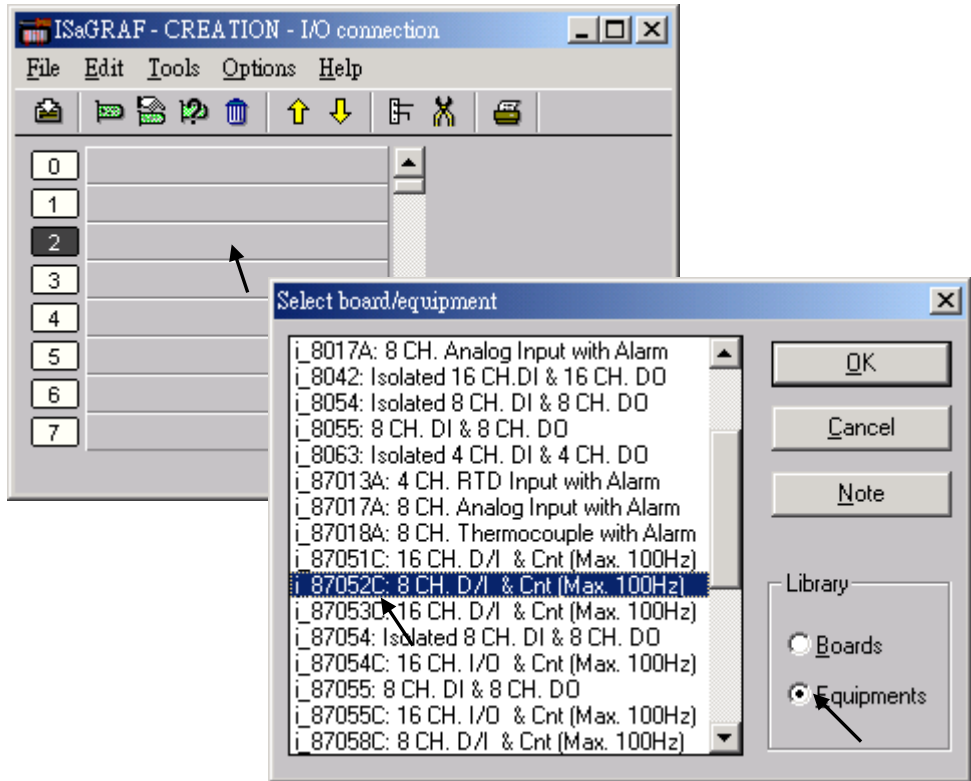 ISaGRAF - CREATION - I/O connection
File Edit Tools Options Help
0
1
2
3
4
5
6
7
Select board/equipment
i_8017A: 8 CH. Analog Input with Alarm
i_8042: Isolated 16 CH.DI & 16 CH. DO
i_8054: Isolated 8 CH. DI & 8 CH. DO
i_8055: 8 CH. DI & 8 CH. DO
i_8063: Isolated 4 CH. DI & 4 CH. DO
i_87013A: 4 CH. RTD Input with Alarm
i_87017A: 8 CH. Analog Input with Alarm
i_87018A: 8 CH. Thermocouple with Alarm
i_87051C: 16 CH. D/I & Cnt (Max. 100Hz)
i_87052C: 8 CH. D/I & Cnt (Max. 100Hz)
i_87053C: 16 CH. D/I & Cnt (Max. 100Hz)
i_87054: Isolated 8 CH. DI & 8 CH. DO
i_87054C: 16 CH. I/O & Cnt (Max. 100Hz)
i_87055: 8 CH. DI & 8 CH. DO
i_87055C: 16 CH. I/O & Cnt (Max. 100Hz)
i_87058C: 8 CH. D/I & Cnt (Max. 100Hz)
OK
Cancel
Note
Library
Boards
Equipments